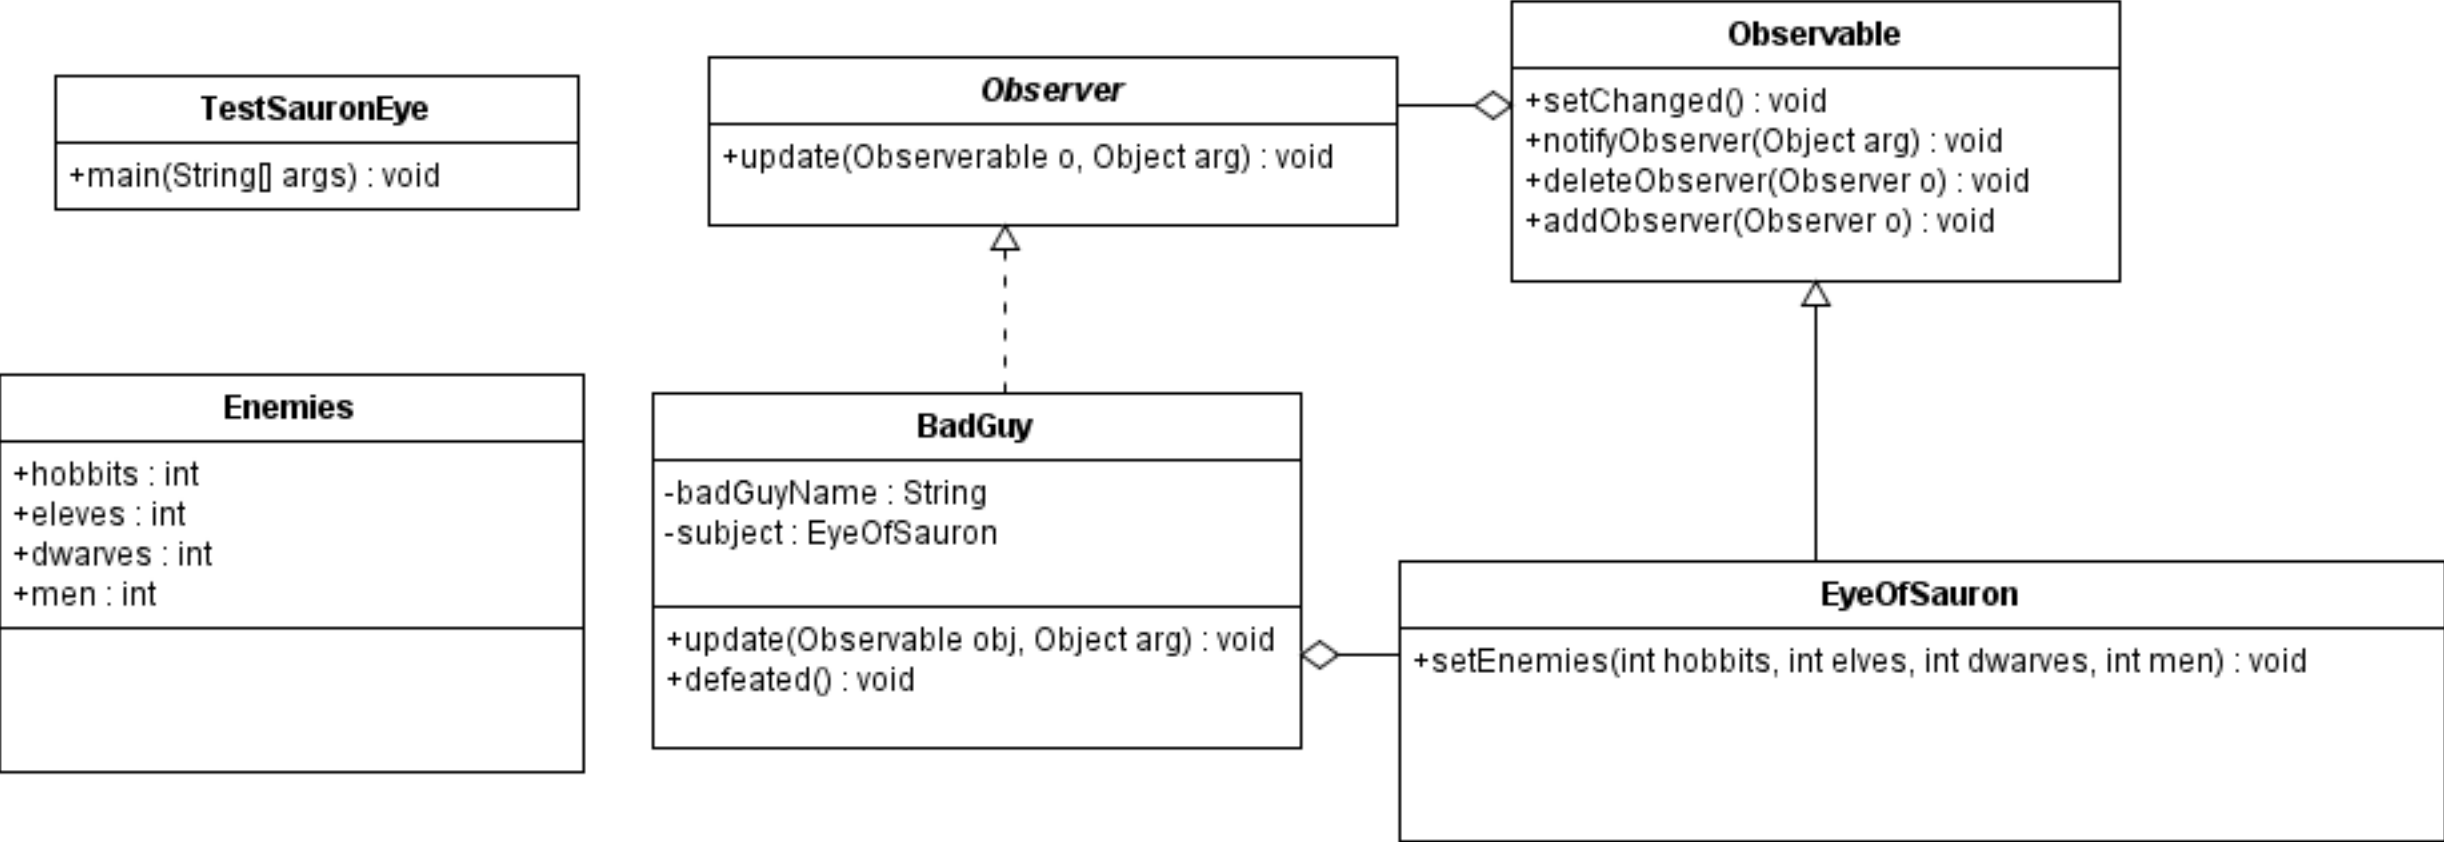 TestSauronEye
+main(String[] args) : void
Observer
+update(Observerable o, Object arg) : void
Observable
+setChanged() : void
+notifyObserver(Object arg) : void
+deleteObserver(Observer o) : void
+addObserver(Observer o) : void
Enemies
+hobbits : int
+eleves : int
+dwarves : int
+men : int
BadGuy
-badGuyName : String
-subject : EyeOfSauron
+update(Observable obj, Object arg) : void
+defeated() : void
EyeOfSauron
+setEnemies(int hobbits, int elves, int dwarves, int men) : void